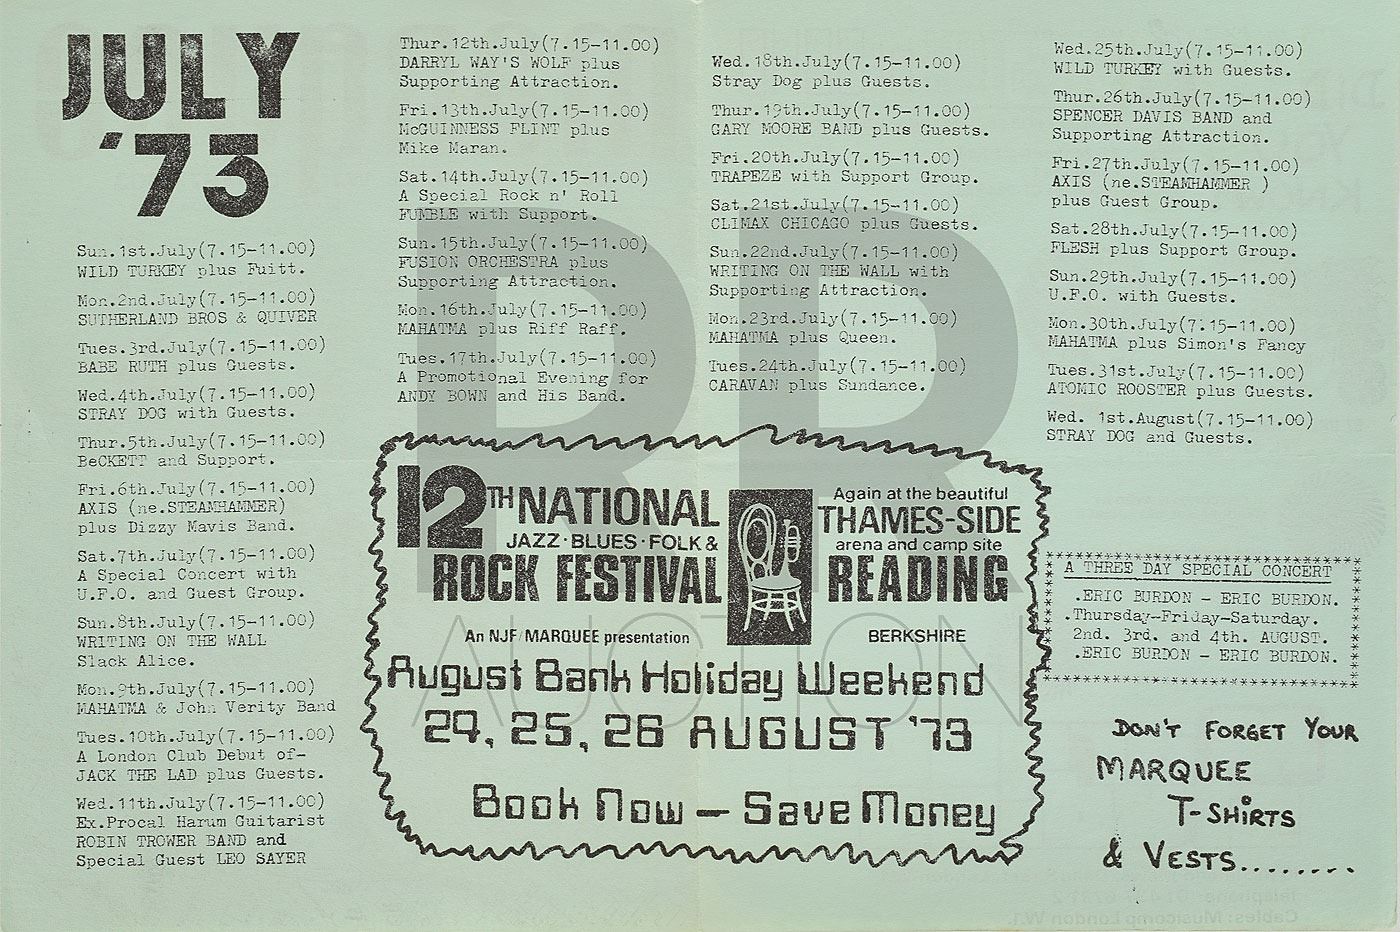 JULY
'73
Sun.1st.July(7.15-11.00)
WILD TURKEY plus Fuitt.
Mon.2nd.July(7.15-11.00)
SUTHERLAND BROS & QUIVER
Tues.3rd.July(7.15-11.00)
BABE RUTH plus Guests.
Wed.4th.July(7.15-11.00)
STRAY DOG with Guests.
Thur.5th.July(7.15-11.00)
BeCKETT and Support.
Fri.6th.July(7.15-11.00)
AXIS (ne.STEAMHAMMER)
plus Dizzy Mavis Band.
Sat.7th.July(7.15-11.00)
A Special Concert with
U.F.O. and Guest Group.
Sun.8th.July(7.15-11.00)
WRITING ON THE WALL
Slack Alice.
Mon.9th.July(7.15-11.00)
MAHATMA & John Verity Band
Tues.10th.July(7.15-11.00)
A London Club Debut of-
JACK THE LAD plus Guests.
Wed.11th.July(7.15-11.00)
Ex.Procal Harum Guitarist
ROBIN TROWER BAND and
Special Guest LEO SAYER
Thur.12th.July(7.15-11.00)
DARRYL WAY'S WOLF plus
Supporting Attraction.
Fri.13th.July(7.15-11.00)
McGUINNESS FLINT plus
Mike Maran.
Sat.14th.July(7.15-11.00)
A Special Rock n' Roll
FUMBLE with Support.
Sun.15th.July(7.15-11.00)
FUSION ORCHESTRA plus
Supporting Attraction.
Mon.16th.July(7.15-11.00)
MAHATMA plus Riff Raff.
Tues.17th.July(7.15-11.00)
A Promotional Evening for
ANDY BOWN and His Band.
Wed.18th.July(7.15-11.00)
Stray Dog plus Guests.
Thur.19th.July(7.15-11.00)
GARY MOORE BAND plus Guests.
Fri.20th.July(7.15-11.00)
TRAPEZE with Support Group.
Sat.21st.July(7.15-11.00)
CLIMAX CHICAGO plus Guests.
Sun.22nd.July(7.15-11.00)
WRITING ON THE WALL with
Supporting Attraction.
Mon.23rd.July(7.15-11.00)
MAHATMA plus Queen.
Tues.24th.July(7.15-11.00)
CARAVAN plus Sundance.
Wed.25th.July(7.15-11.00)
WILD TURKEY with Guests.
Thur.26th.July(7.15-11.00)
SPENCER DAVIS BAND and
Supporting Attraction.
Fri.27th.July(7.15-11.00)
AXIS (ne.STEAMHAMMER )
plus Guest Group.
Sat.28th.July(7.15-11.00)
FLESH plus Support Group.
Sun.29th.July(7.15-11.00)
U.F.O. with Guests.
Mon.30th.July(7.15-11.00)
MAHATMA plus Simon's Fancy
Tues.31st.July(7.15-11.00)
ATOMIC ROOSTER plus Guests.
Wed. 1st.August(7.15-11.00)
STRAY DOG and Guests.
12TH NATIONAL
JAZZ·BLUES·FOLK &
ROCK FESTIVAL
An NJF/MARQUEE presentation
Again at the beautiful
THAMES-SIDE
arena and camp site
READING
BERKSHIRE
August Bank Holiday Weekend
24, 25, 26 AUGUST '73
Book Now - Save Money
A THREE DAY SPECIAL CONCERT
.ERIC BURDON - ERIC BURDON.
.Thursday-Friday-Saturday.
2nd. 3rd. and 4th. AUGUST.
.ERIC BURDON - ERIC BURDON.
DON'T FORGET YOUR
MARQUEE
T-SHIRTS
& VESTS........
RR
AUCTION